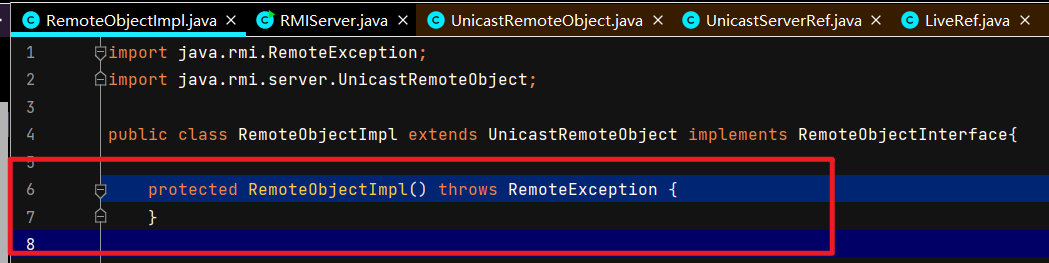 RemoteObjectImpl.java × RMIServer.java × UnicastRemoteObject.java × UnicastServerRef.java × LiveRef.java ×
1 import java.rmi.RemoteException;
2 import java.rmi.server.UnicastRemoteObject;
3
4 public class RemoteObjectImpl extends UnicastRemoteObject implements RemoteObjectInterface{
5
6 protected RemoteObjectImpl() throws RemoteException {
7 }
8